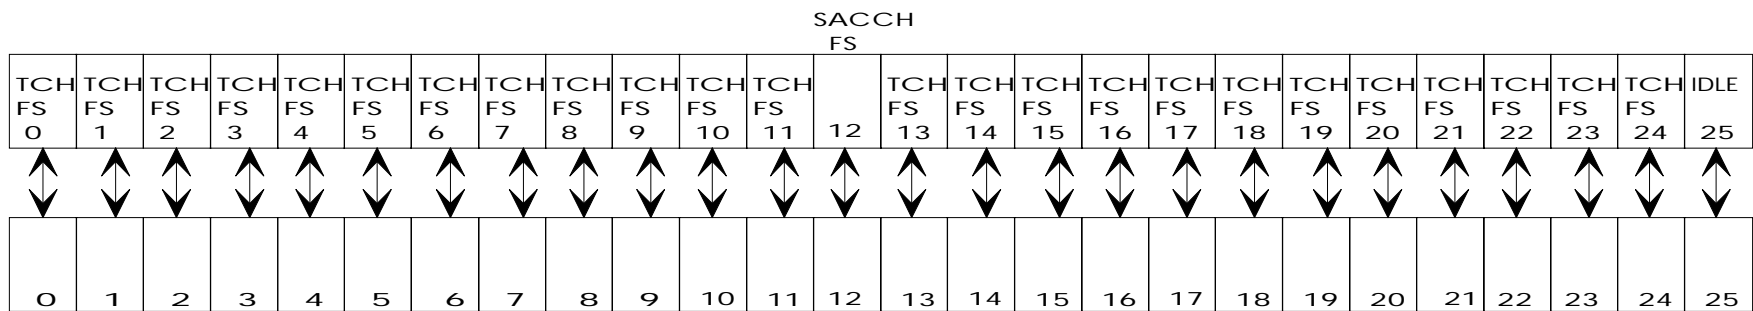 SACCH
FS
TCH TCH TCH TCH TCH TCH TCH TCH TCH TCH TCH TCH TCH TCH TCH TCH TCH TCH TCH TCH TCH TCH TCH TCH IDLE
FS FS FS FS FS FS FS FS FS FS FS FS FS FS FS FS FS FS FS FS FS FS FS FS
0 1 2 3 4 5 6 7 8 9 10 11 12 13 14 15 16 17 18 19 20 21 22 23 24 25
0 1 2 3 4 5 6 7 8 9 10 11 12 13 14 15 16 17 18 19 20 21 22 23 24 25